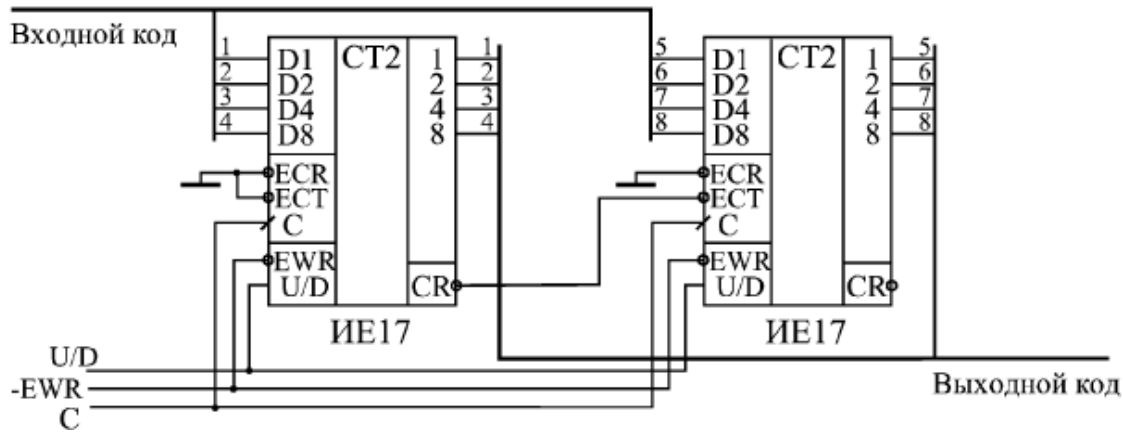 Входной код
1 D1 CT2 1 1
2 D2 2 2
3 D4 4 3
4 D8 8 4
ECR
ECT
C
EWR
U/D CR
ИЕ17
5 D1 CT2 1 5
6 D2 2 6
7 D4 4 7
8 D8 8 8
ECR
ECT
C
EWR
U/D CR
ИЕ17
U/D
-EWR
C
Выходной код